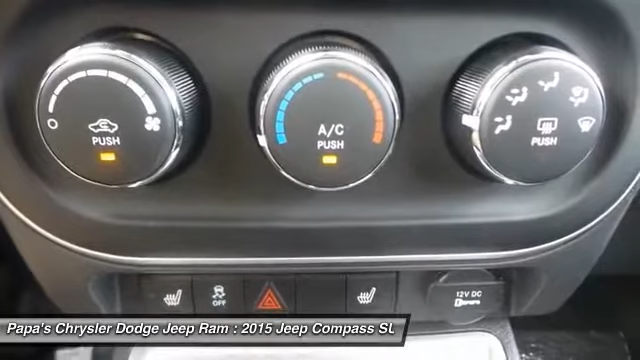 PUSH
A/C
PUSH
PUSH
OFF
12V DC
Papa's Chrysler Dodge Jeep Ram : 2015 Jeep Compass SL